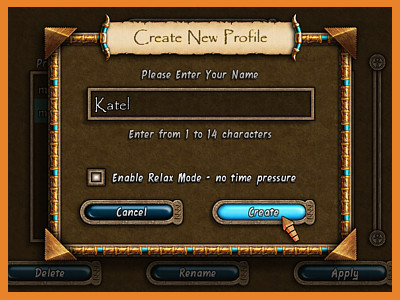 Create New Profile
Please Enter Your Name
Katel
Enter from 1 to 14 characters
Enable Relax Mode - no time pressure
Cancel
Create
Delete
Rename
Apply